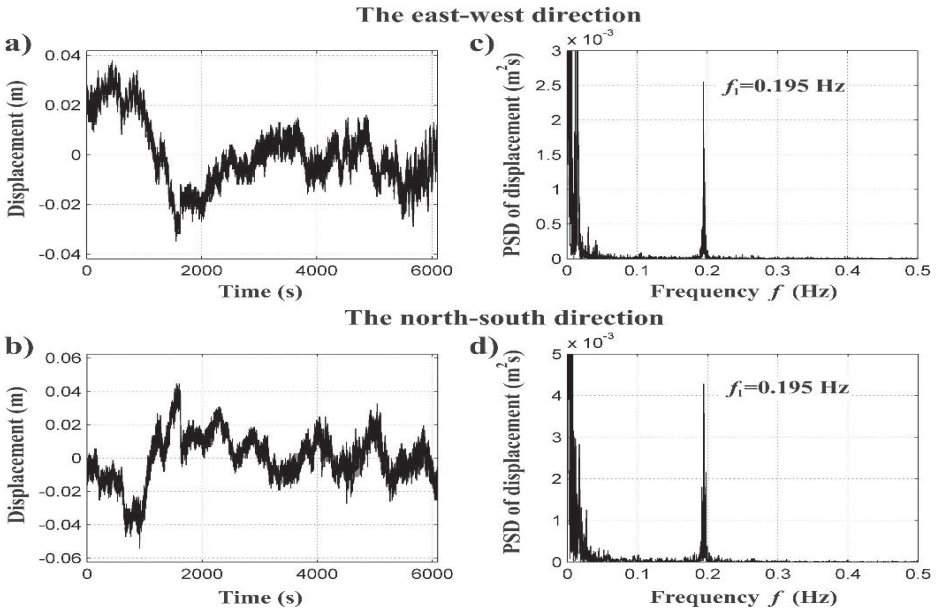 The east-west direction
a)
0.04
0.02
0
-0.02
-0.04
Displacement (m)
0 2000 4000 6000
Time (s)
c)
× 10⁻³
3
2.5
2
1.5
1
0.5
0
PSD of displacement (m²s)
f₁=0.195 Hz
0 0.1 0.2 0.3 0.4 0.5
Frequency f (Hz)
The north-south direction
b)
0.06
0.04
0.02
0
-0.02
-0.04
-0.06
Displacement (m)
0 2000 4000 6000
Time (s)
d)
× 10⁻³
5
4
3
2
1
0
PSD of displacement (m²s)
f₁=0.195 Hz
0 0.1 0.2 0.3 0.4 0.5
Frequency f (Hz)